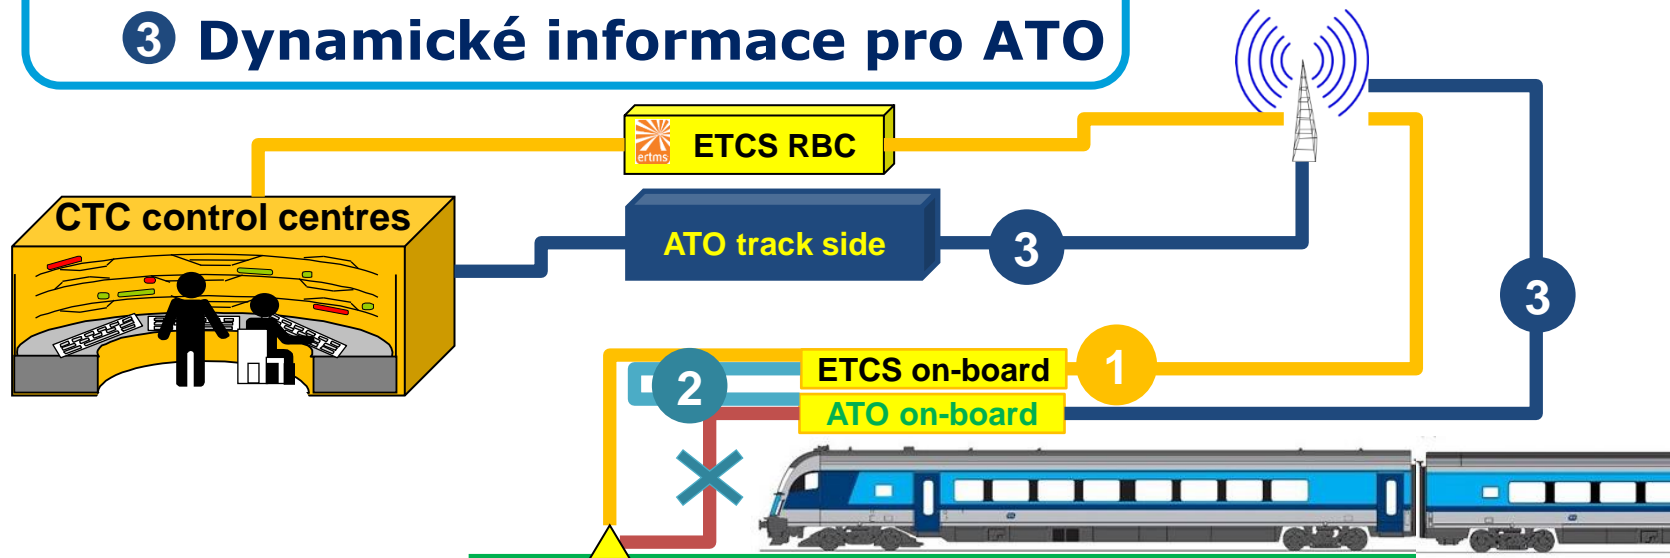 3 Dynamické informace pro ATO
ertms
ETCS RBC
CTC control centres
ATO track side
3
3
ETCS on-board
1
2
ATO on-board